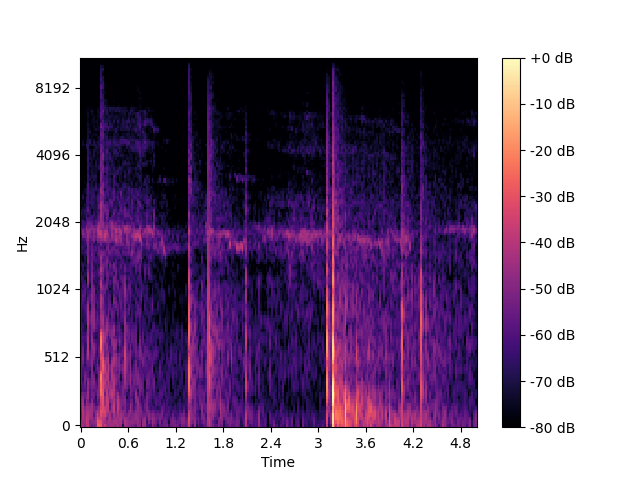 8192
4096
2048
1024
512
0
Hz
0 0.6 1.2 1.8 2.4 3 3.6 4.2 4.8
Time
+0 dB
-10 dB
-20 dB
-30 dB
-40 dB
-50 dB
-60 dB
-70 dB
-80 dB